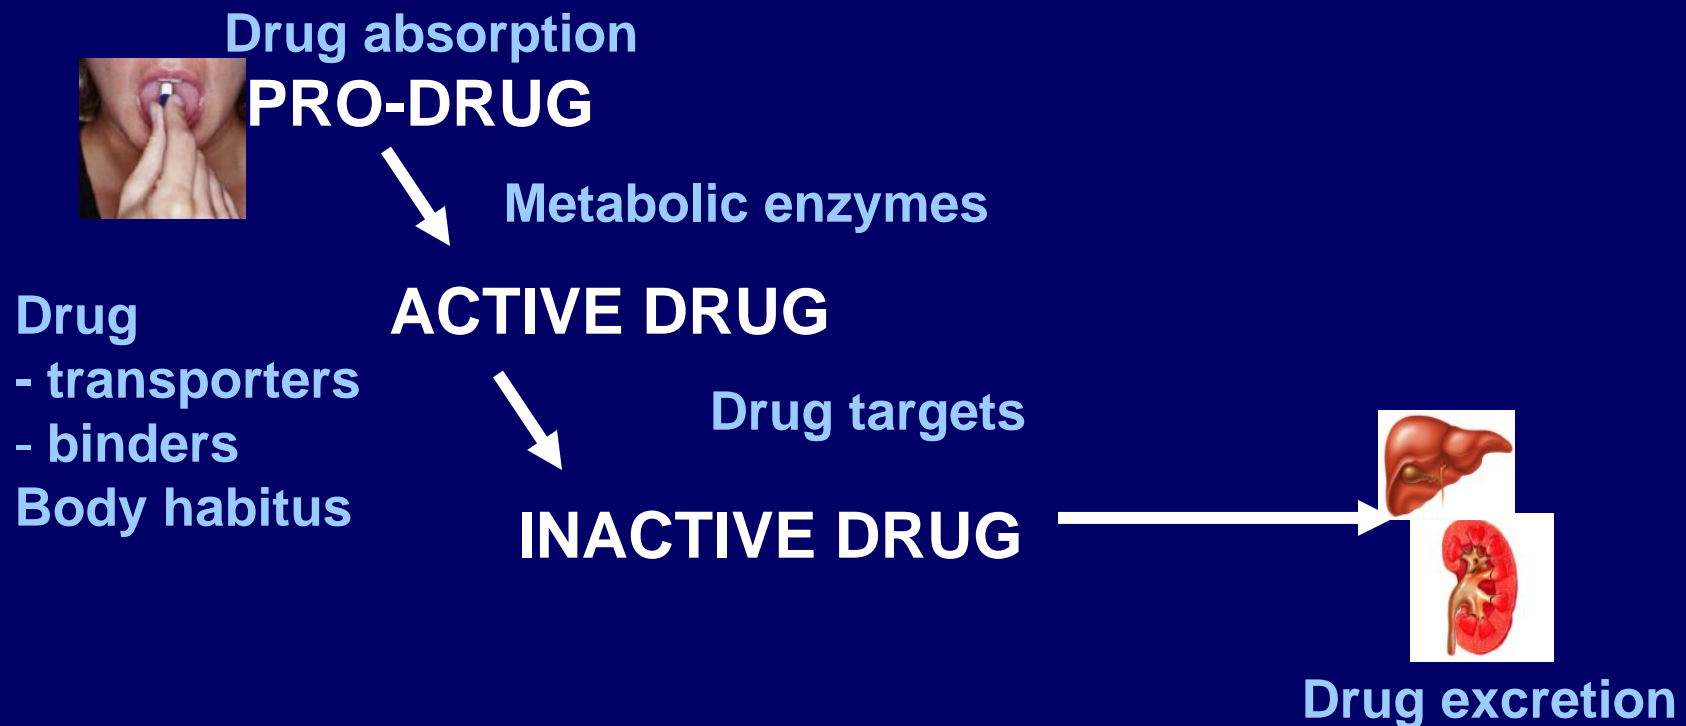 Drug absorption
PRO-DRUG
Metabolic enzymes
ACTIVE DRUG
Drug
- transporters
- binders
Body habitus
Drug targets
INACTIVE DRUG
Drug excretion